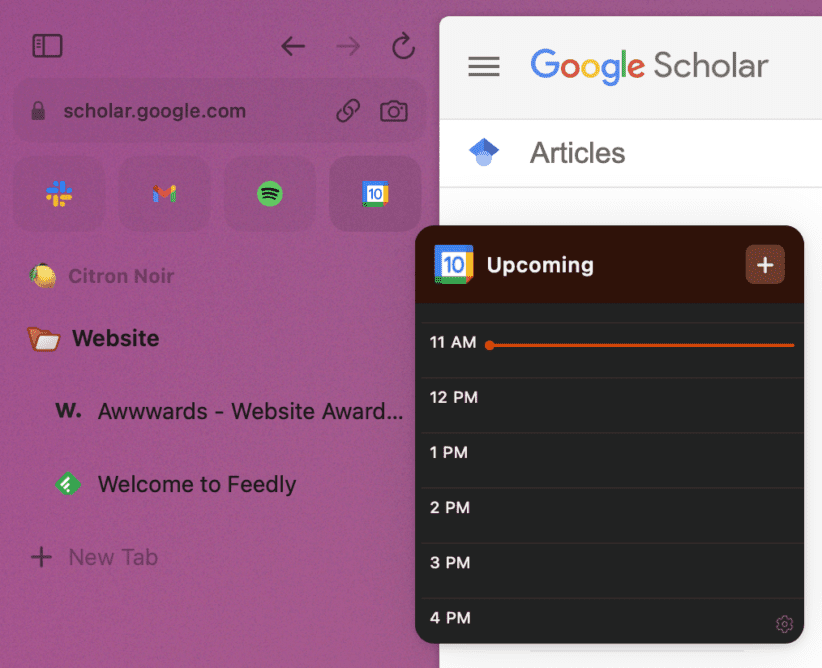 scholar.google.com
10
Citron Noir
Website
W. Awwwards - Website Award...
Welcome to Feedly
New Tab
Google Scholar
Articles
10 Upcoming
11 AM
12 PM
1 PM
2 PM
3 PM
4 PM